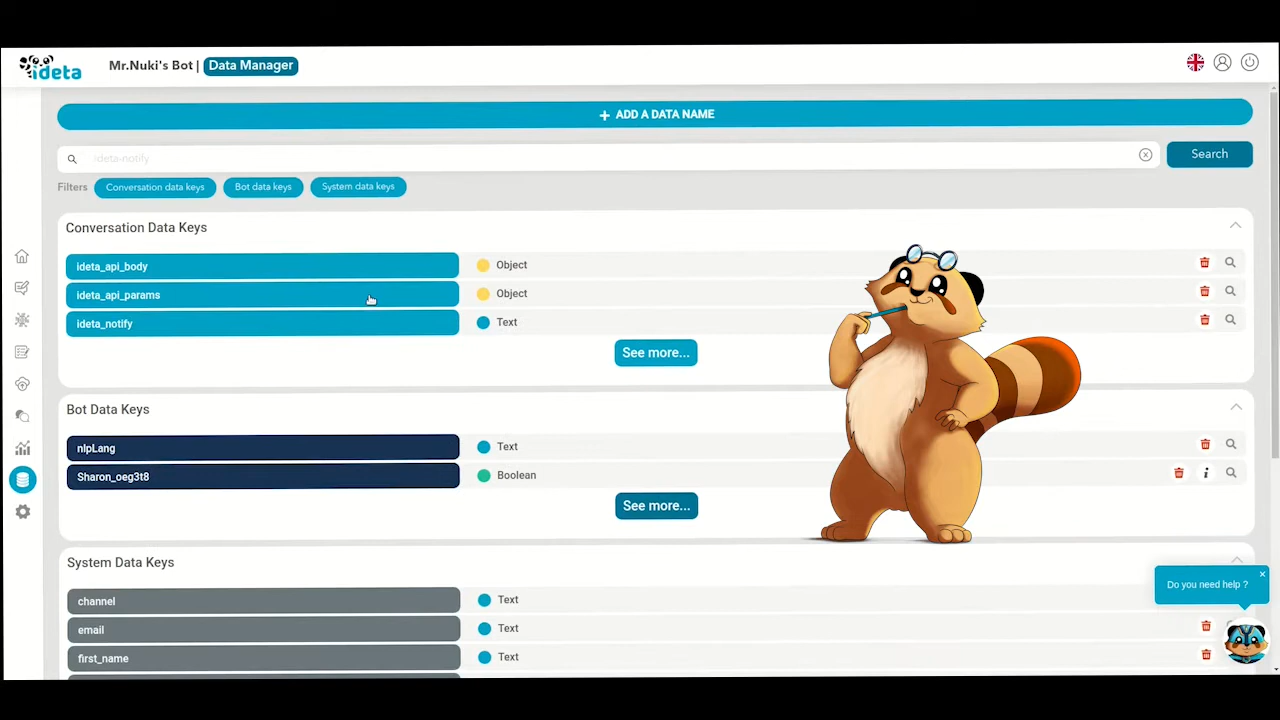 ideta
Mr.Nuki's Bot | Data Manager
+ ADD A DATA NAME
ideta-notify
Search
Filters Conversation data keys Bot data keys System data keys
Conversation Data Keys
ideta_api_body Object
ideta_api_params Object
ideta_notify Text
See more...
Bot Data Keys
nlpLang Text
Sharon_oeg3t8 Boolean
See more...
System Data Keys
channel Text
Do you need help ?
email Text
first_name Text